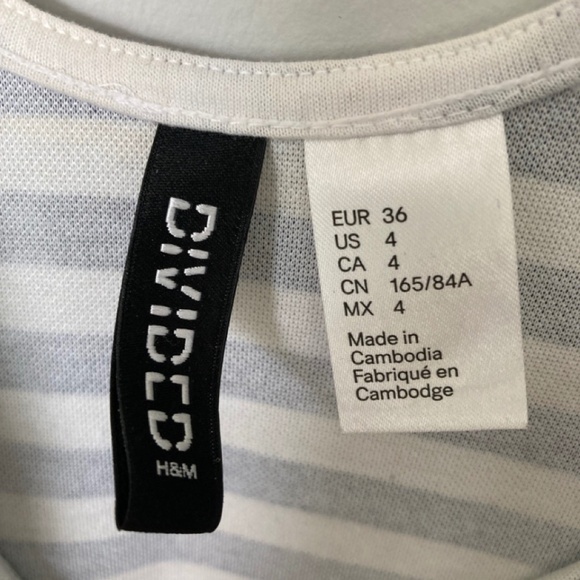 DIVIDED
H&M
EUR 36
US 4
CA 4
CN 165/84A
MX 4
Made in
Cambodia
Fabriqué en
Cambodge